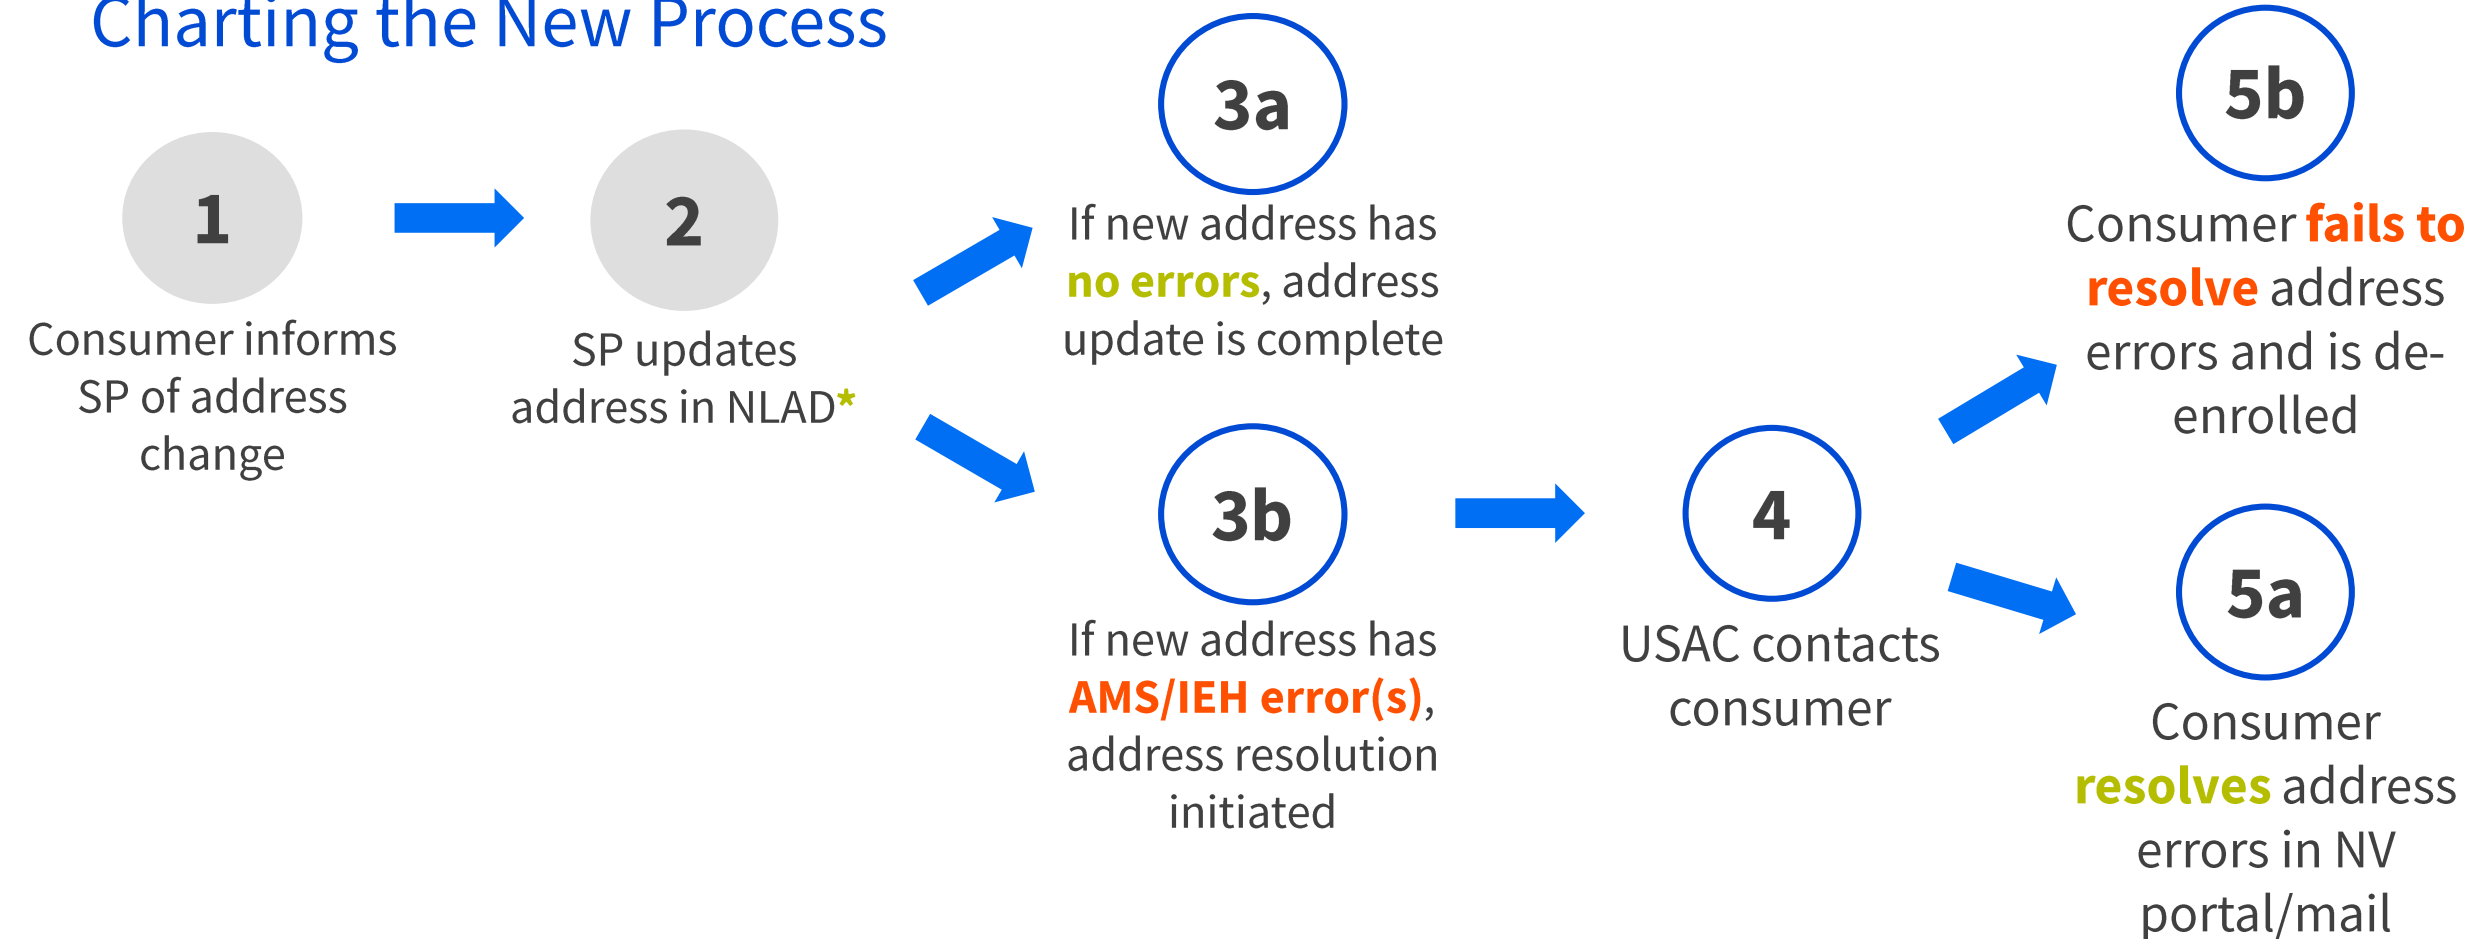 Charting the New Process
1
Consumer informs
SP of address
change
2
SP updates
address in NLAD*
3a
If new address has
no errors, address
update is complete
3b
If new address has
AMS/IEH error(s),
address resolution
initiated
4
USAC contacts
consumer
5b
Consumer fails to
resolve address
errors and is de-
enrolled
5a
Consumer
resolves address
errors in NV
portal/mail